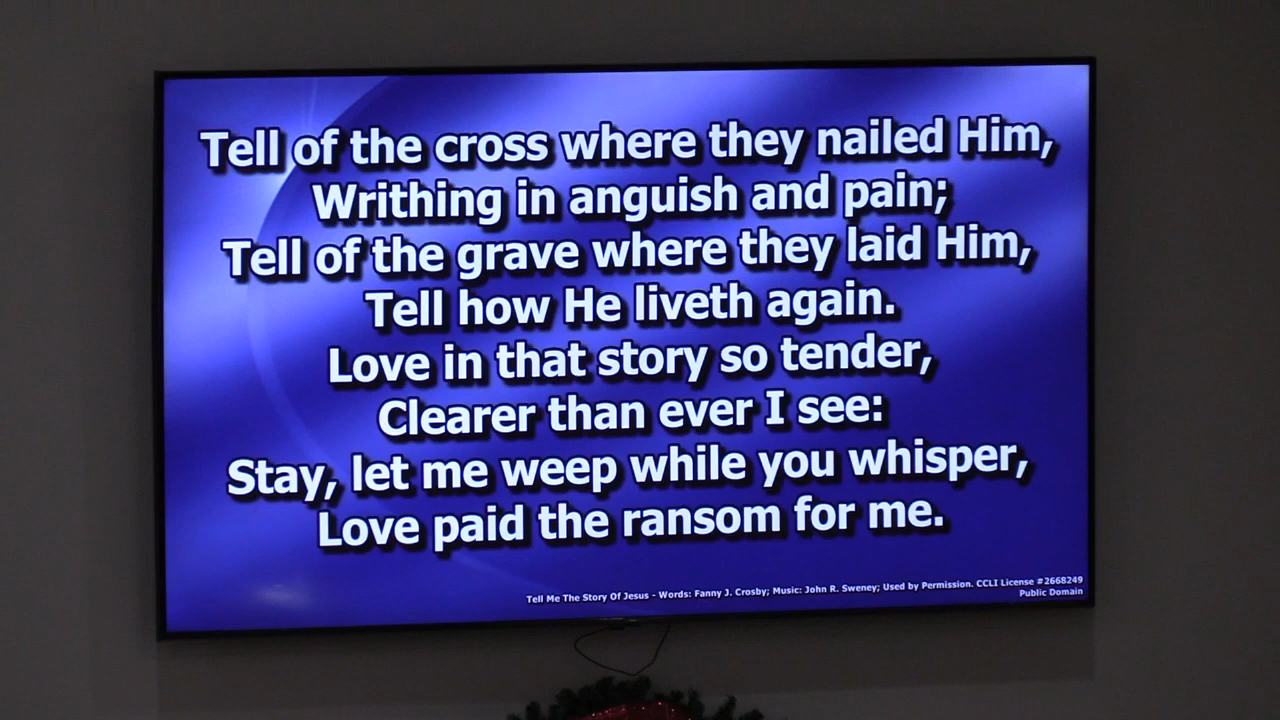 Tell of the cross where they nailed Him,
Writhing in anguish and pain;
Tell of the grave where they laid Him,
Tell how He liveth again.
Love in that story so tender,
Clearer than ever I see:
Stay, let me weep while you whisper,
Love paid the ransom for me.
Tell Me The Story Of Jesus - Words: Fanny J. Crosby; Music: John R. Sweney; Used by Permission. CCLI License #2668249
Public Domain